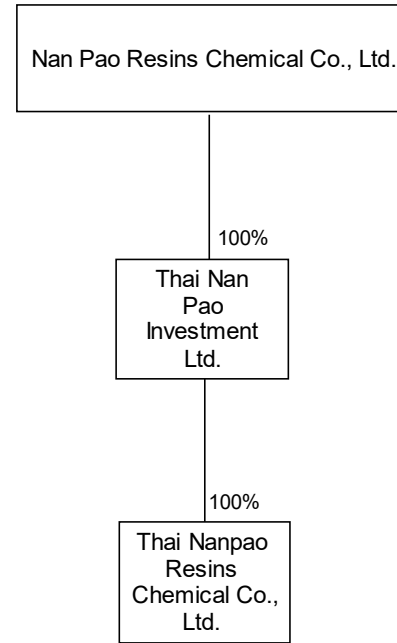 Nan Pao Resins Chemical Co., Ltd.
100%
Thai Nan
Pao
Investment
Ltd.
100%
Thai Nanpao
Resins
Chemical Co.,
Ltd.